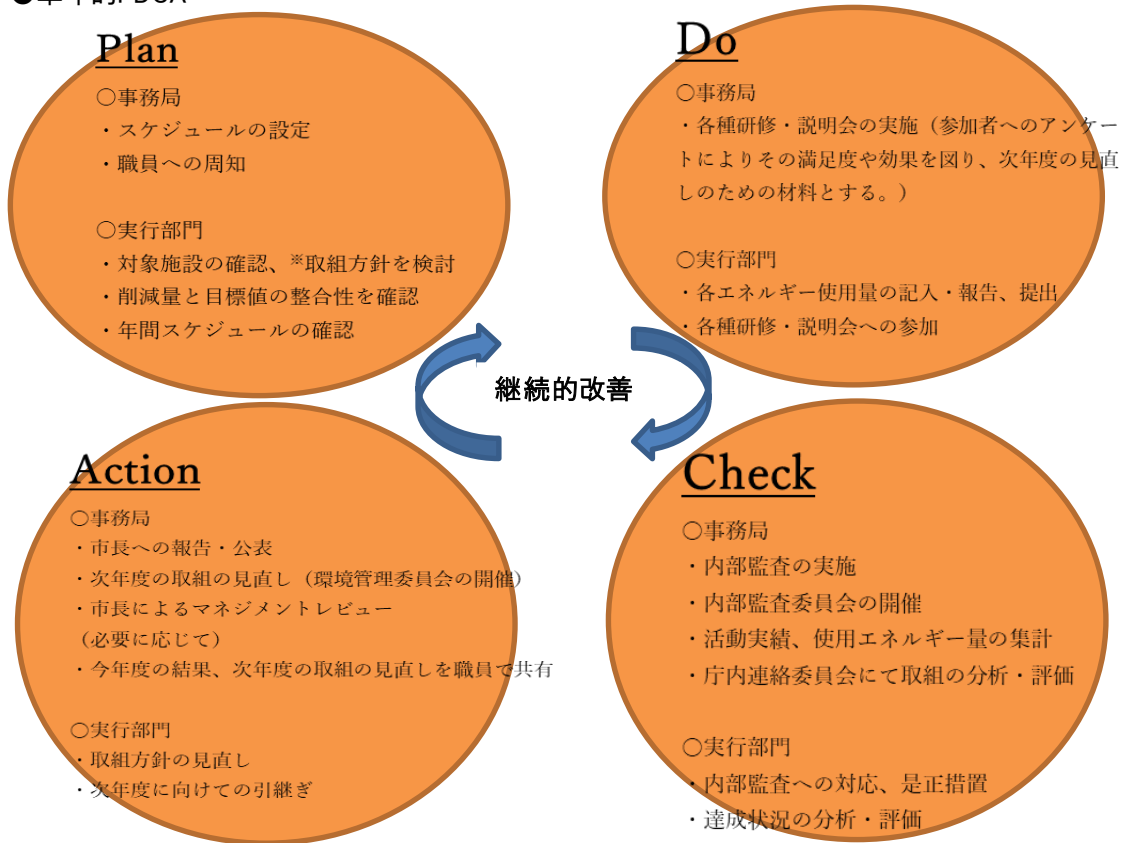 Plan
○事務局
・スケジュールの設定
・職員への周知
○実行部門
・対象施設の確認、※取組方針を検討
・削減量と目標値の整合性を確認
・年間スケジュールの確認
Do
○事務局
・各種研修・説明会の実施（参加者へのアンケー
トによりその満足度や効果を図り、次年度の見直
しのための材料とする。）
○実行部門
・各エネルギー使用量の記入・報告、提出
・各種研修・説明会への参加
継続的改善
Action
○事務局
・市長への報告・公表
・次年度の取組の見直し（環境管理委員会の開催）
・市長によるマネジメントレビュー
（必要に応じて）
・今年度の結果、次年度の取組の見直しを職員で共有
○実行部門
・取組方針の見直し
・次年度に向けての引継ぎ
Check
○事務局
・内部監査の実施
・内部監査委員会の開催
・活動実績、使用エネルギー量の集計
・庁内連絡委員会にて取組の分析・評価
○実行部門
・内部監査への対応、是正措置
・達成状況の分析・評価